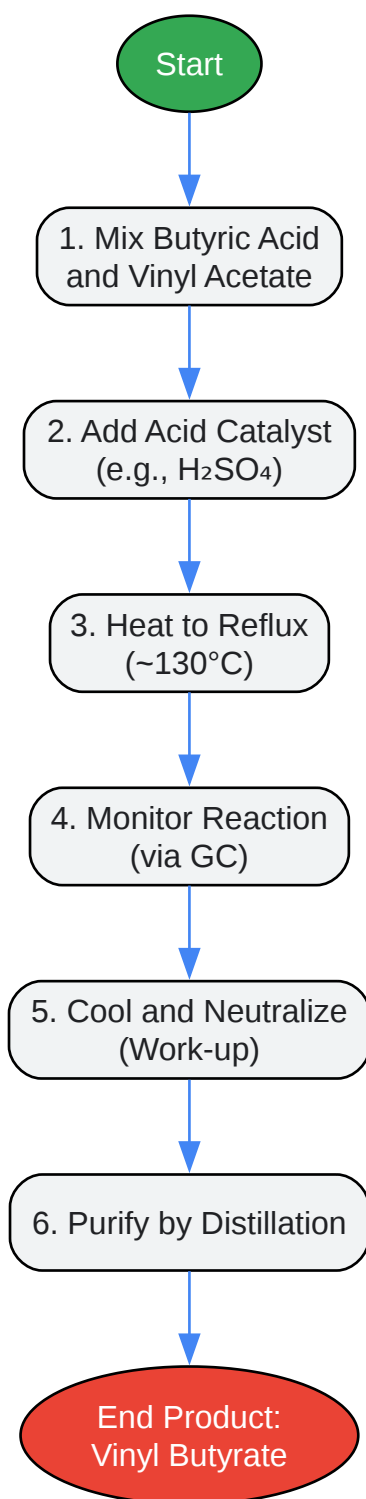 Start
1. Mix Butyric Acid
and Vinyl Acetate
2. Add Acid Catalyst
(e.g., H₂SO₄)
3. Heat to Reflux
(~130°C)
4. Monitor Reaction
(via GC)
5. Cool and Neutralize
(Work-up)
6. Purify by Distillation
End Product:
Vinyl Butyrate